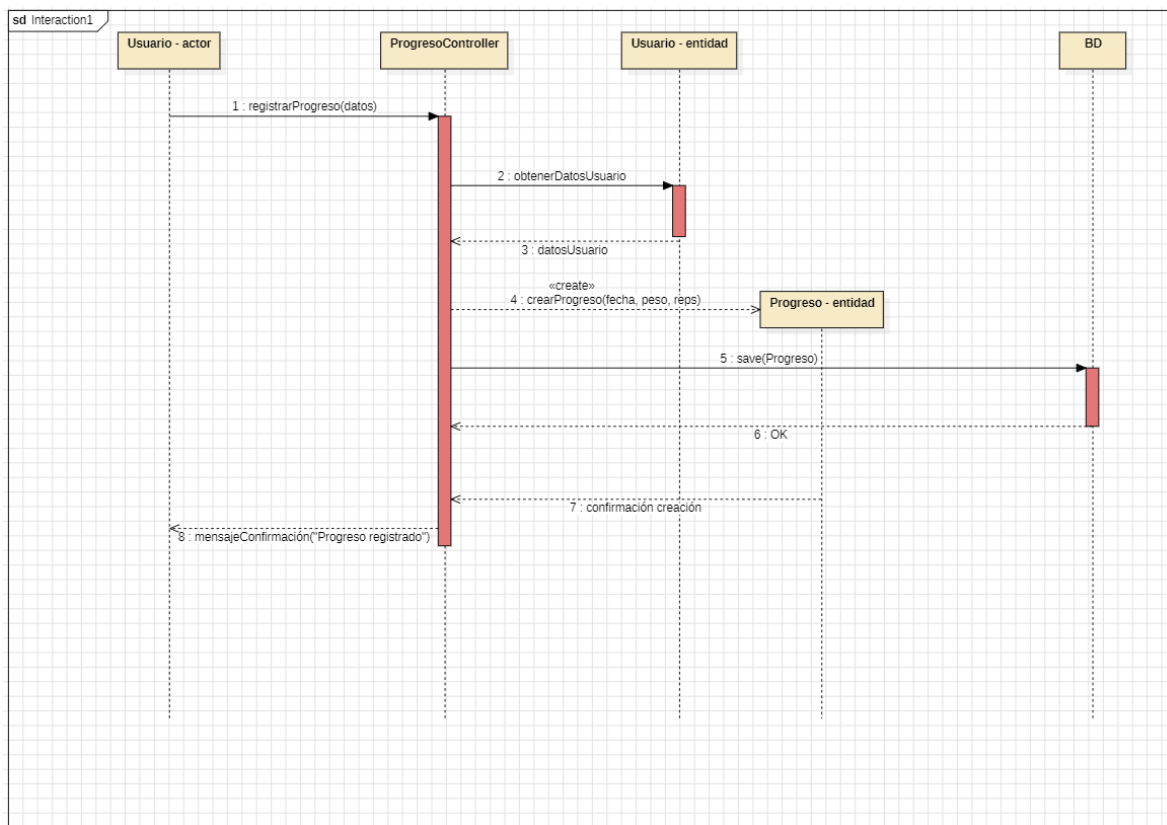 sd Interaction1
Usuario - actor
ProgresoController
Usuario - entidad
BD
1 : registrarProgreso(datos)
2 : obtenerDatosUsuario
3 : datosUsuario
«create»
4 : crearProgreso(fecha, peso, reps)
Progreso - entidad
5 : save(Progreso)
6 : OK
7 : confirmación creación
8 : mensajeConfirmación("Progreso registrado")